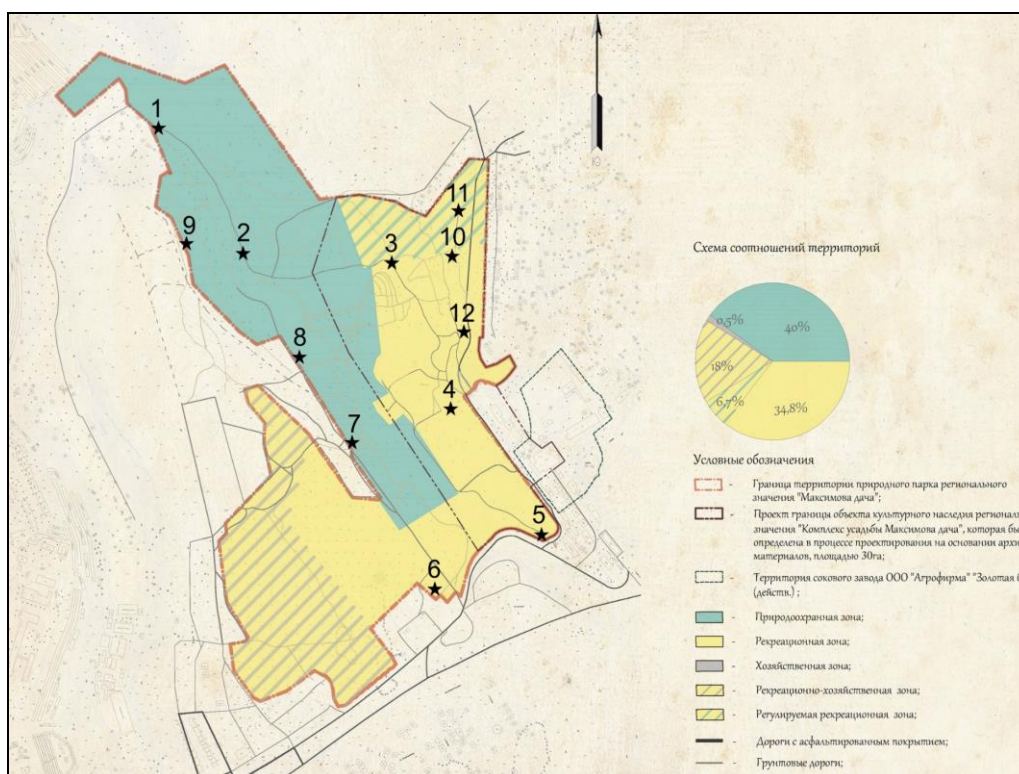 1
9
2
8
7
3
11
10
12
4
5
6
Ю
Схема соотношений территорий
0,5%
40%
18%
6,7%
34,8%
Условные обозначения
- Граница территории природного парка регионального
значения "Максимова дача";
- Проект границы объекта культурного наследия регионал
значения "Комплекс усадьбы Максимова дача", которая бы
определена в процессе проектирования на основании архи
материалов, площадью 30га;
- Территория сокового завода ООО "Агрофирма" "Золотая
(действ.) ;
- Природоохранная зона;
- Рекреационная зона;
- Хозяйственная зона;
- Рекреационно-хозяйственная зона;
- Регулируемая рекреационная зона;
- Дороги с асфальтированным покрытием;
- Грунтовые дороги;